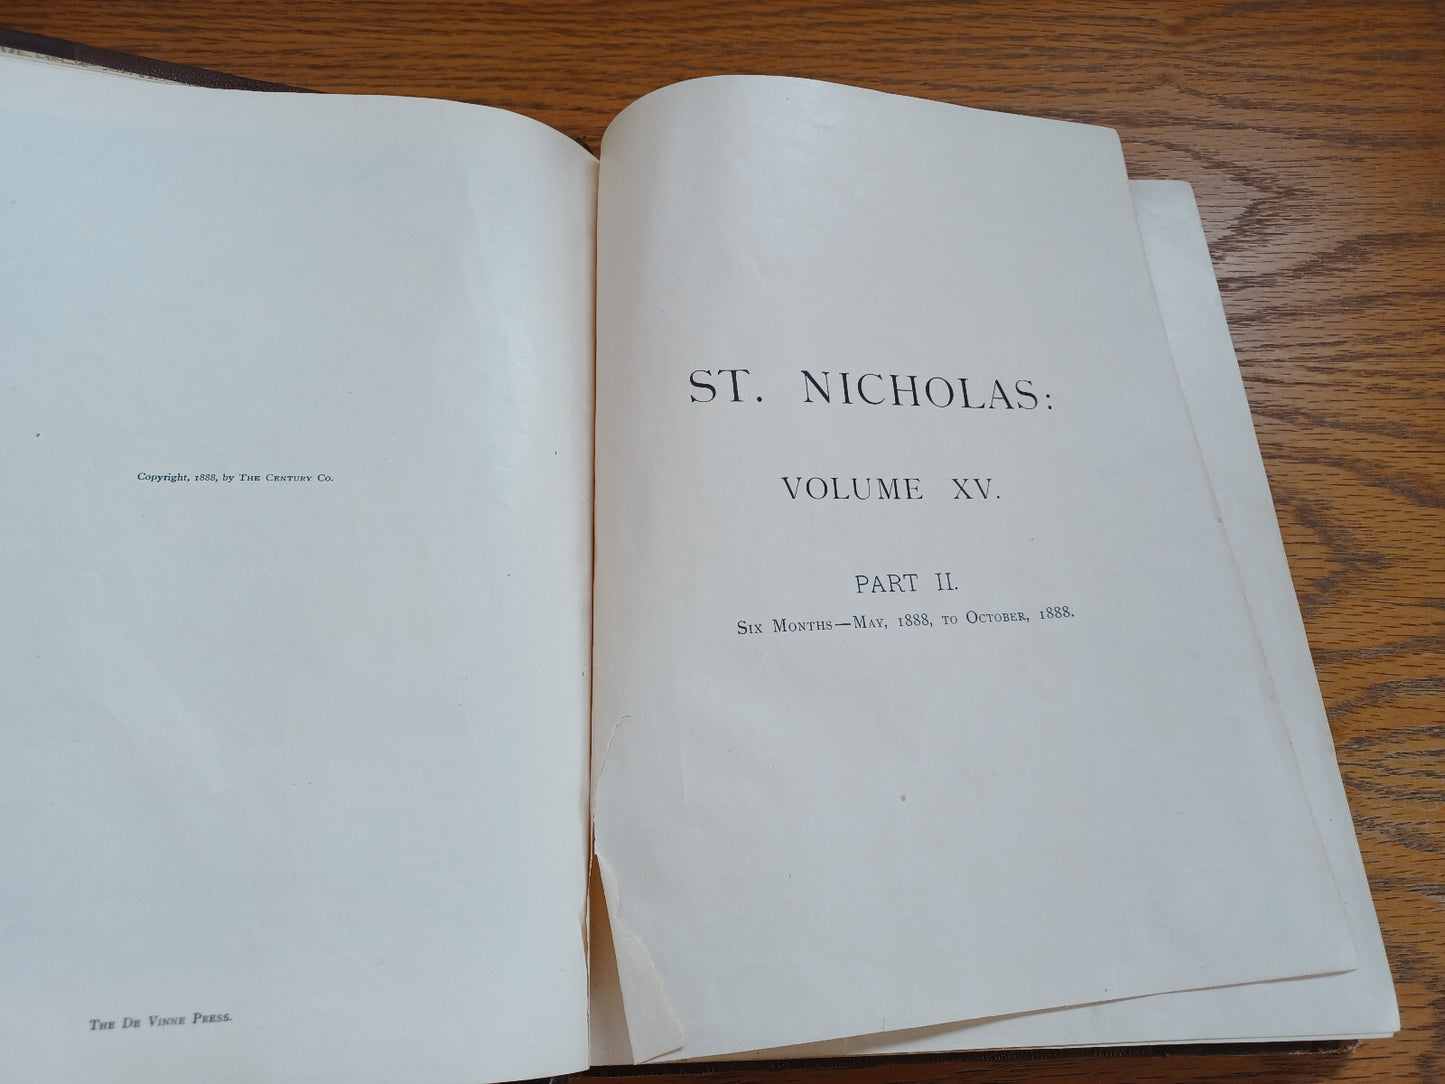 Copyright, 1888, by THE CENTURY CO.
THE DE VINNE PRESS.
ST. NICHOLAS:
VOLUME XV.
PART II.
SIX MONTHS—MAY, 1888, TO OCTOBER, 1888.